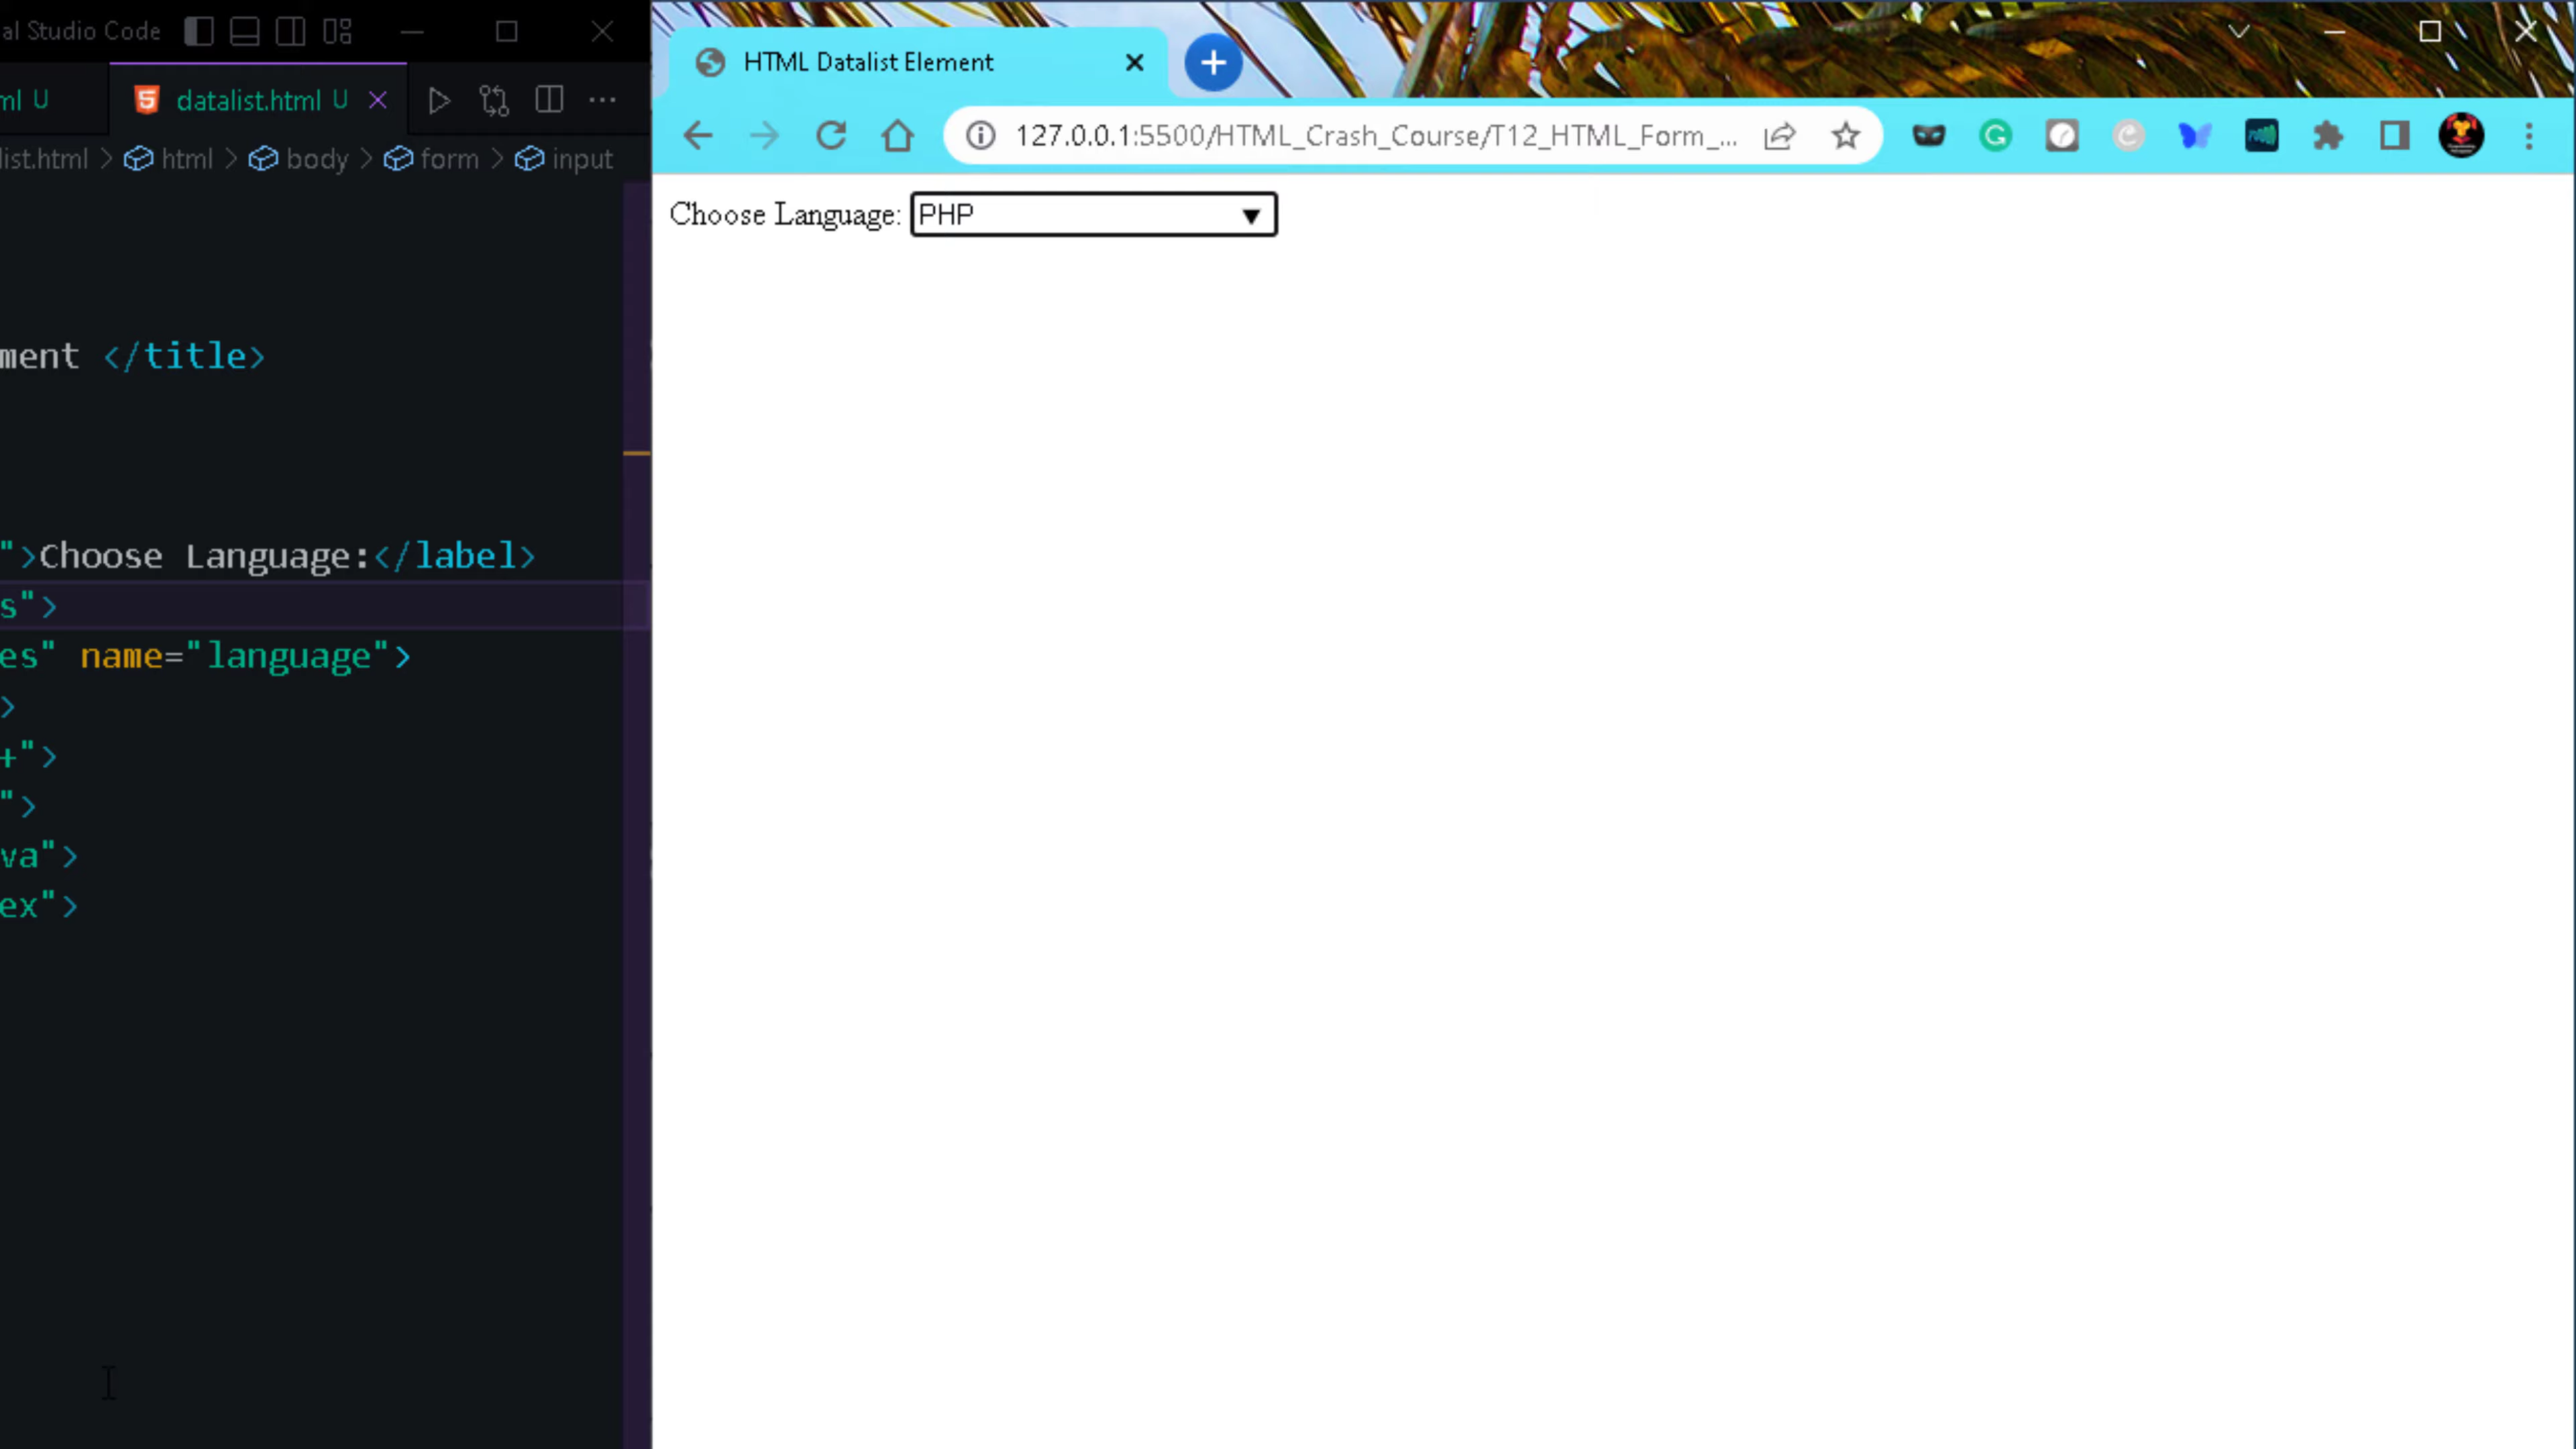 al Studio Code
ml U
datalist.html U
list.html > html > body > form > input
ment </title>
">Choose Language:</label>
s">
es" name="language">
>
+">
">
va">
ex">
HTML Datalist Element
127.0.0.1:5500/HTML_Crash_Course/T12_HTML_Form_...
Choose Language: PHP